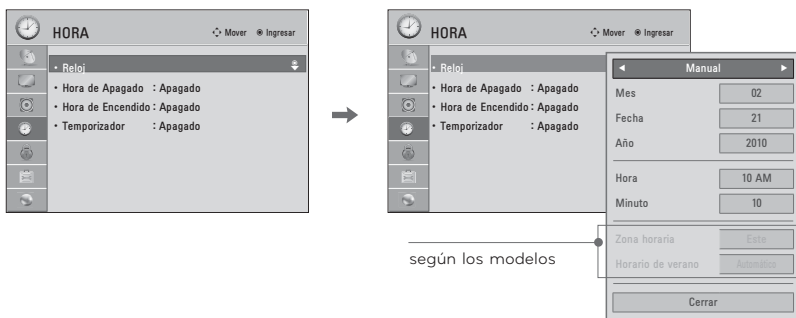 HORA
Mover Ingresar
• Reloj
• Hora de Apagado : Apagado
• Hora de Encendido : Apagado
• Temporizador : Apagado
HORA
Mover Ingresar
• Reloj
• Hora de Apagado : Apagado
• Hora de Encendido : Apagado
• Temporizador : Apagado
◄ Manual ►
Mes 02
Fecha 21
Año 2010
Hora 10 AM
Minuto 10
Zona horaria Este
Horario de verano Automático
Cerrar
según los modelos